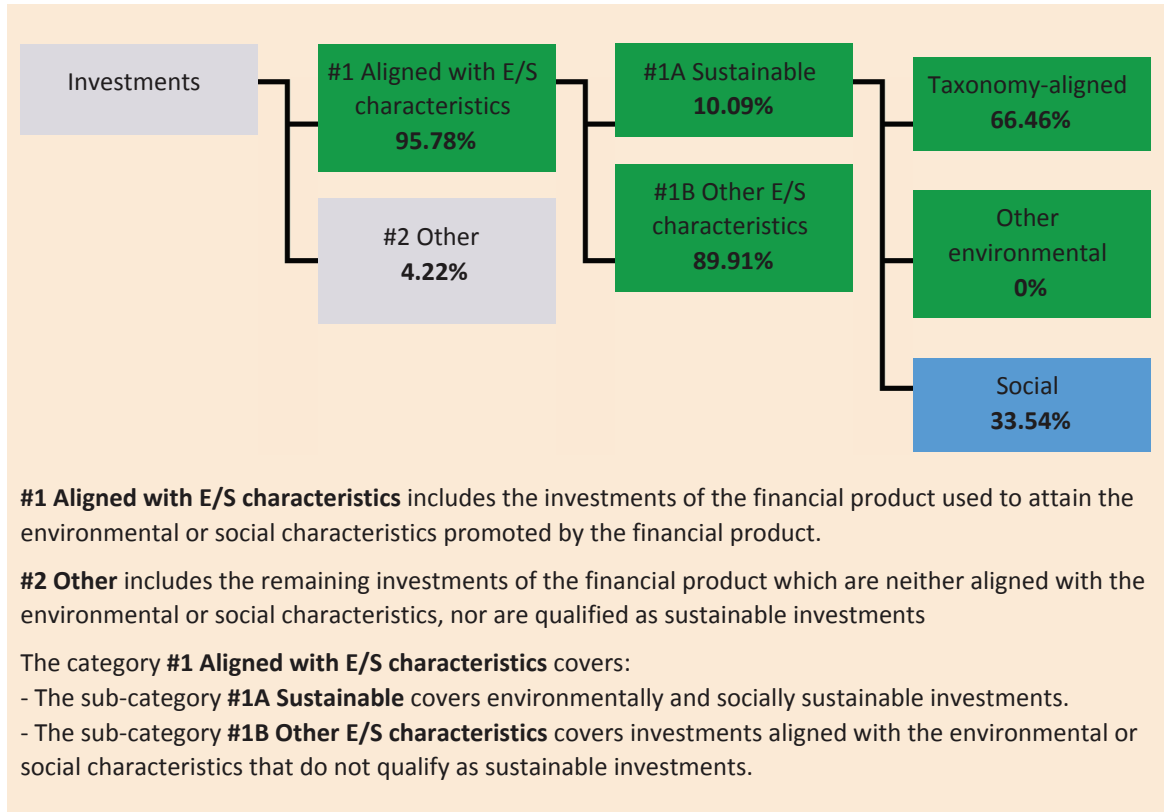 Investments
#1 Aligned with E/S
characteristics
95.78%
#2 Other
4.22%
#1A Sustainable
10.09%
#1B Other E/S
characteristics
89.91%
Taxonomy-aligned
66.46%
Other
environmental
0%
Social
33.54%
#1 Aligned with E/S characteristics includes the investments of the financial product used to attain the
environmental or social characteristics promoted by the financial product.
#2 Other includes the remaining investments of the financial product which are neither aligned with the
environmental or social characteristics, nor are qualified as sustainable investments
The category #1 Aligned with E/S characteristics covers:
- The sub-category #1A Sustainable covers environmentally and socially sustainable investments.
- The sub-category #1B Other E/S characteristics covers investments aligned with the environmental or
social characteristics that do not qualify as sustainable investments.